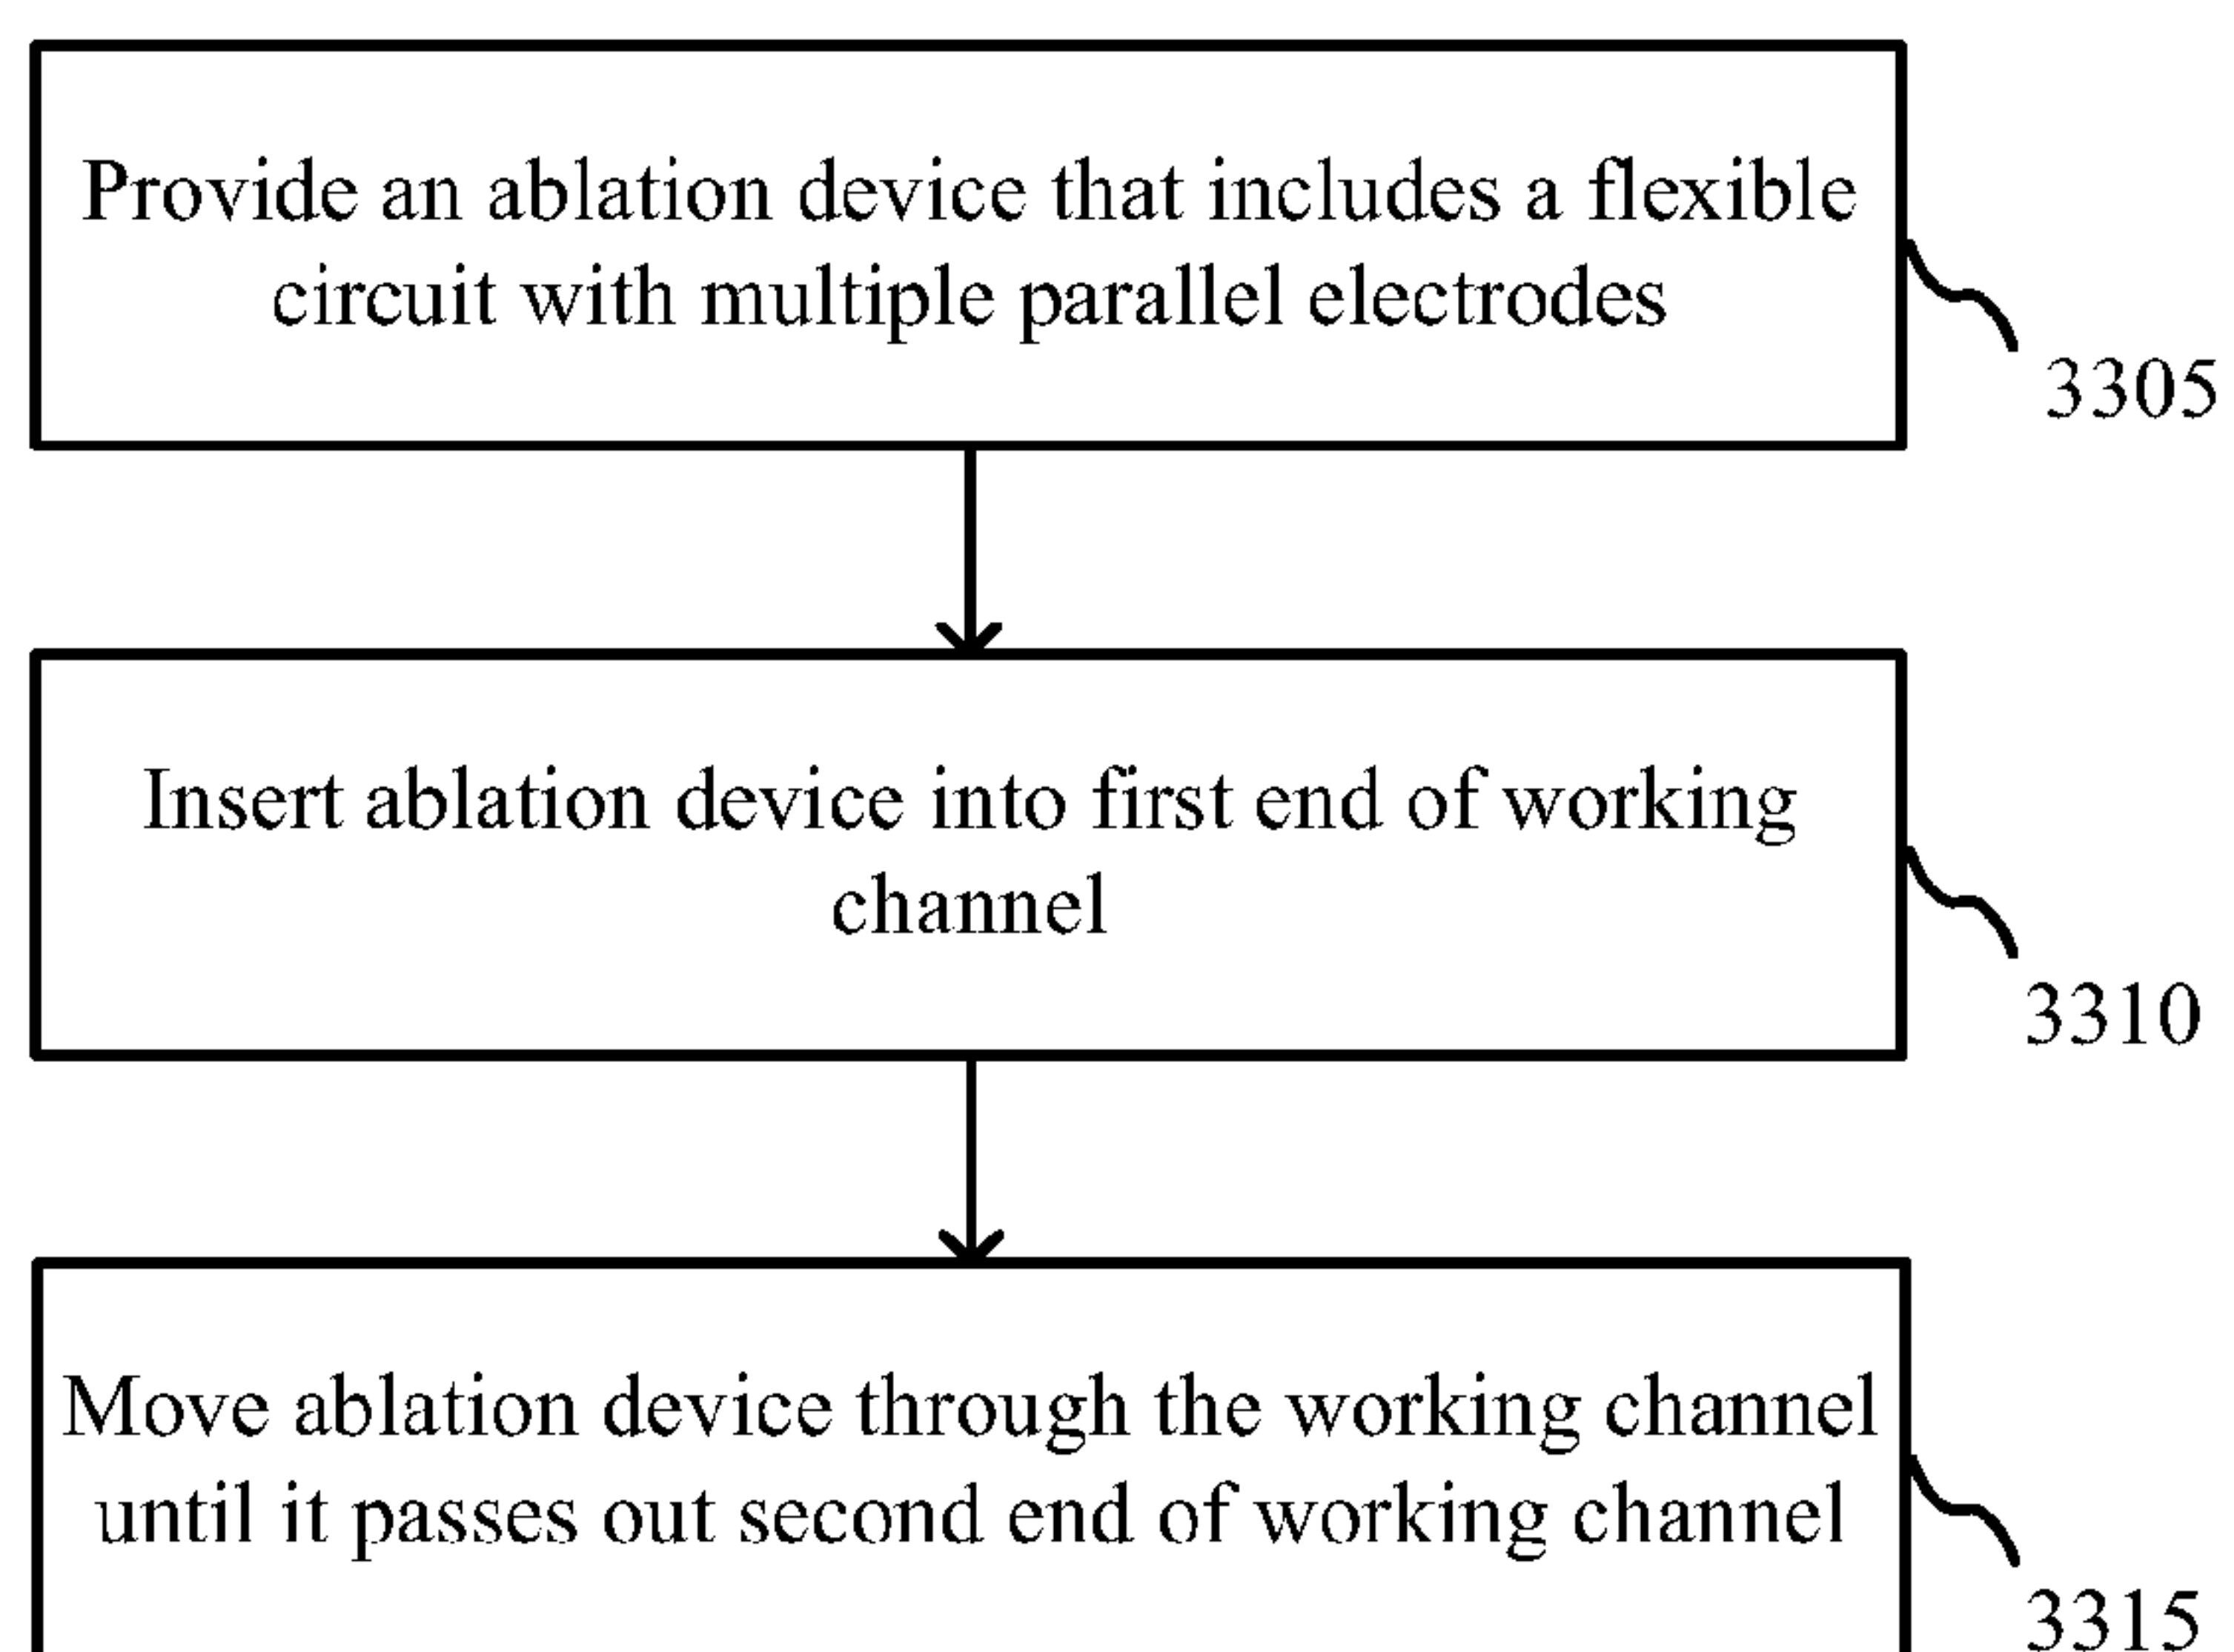 Provide an ablation device that includes a flexible
circuit with multiple parallel electrodes
3305
Insert ablation device into first end of working
channel
3310
Move ablation device through the working channel
until it passes out second end of working channel
3315